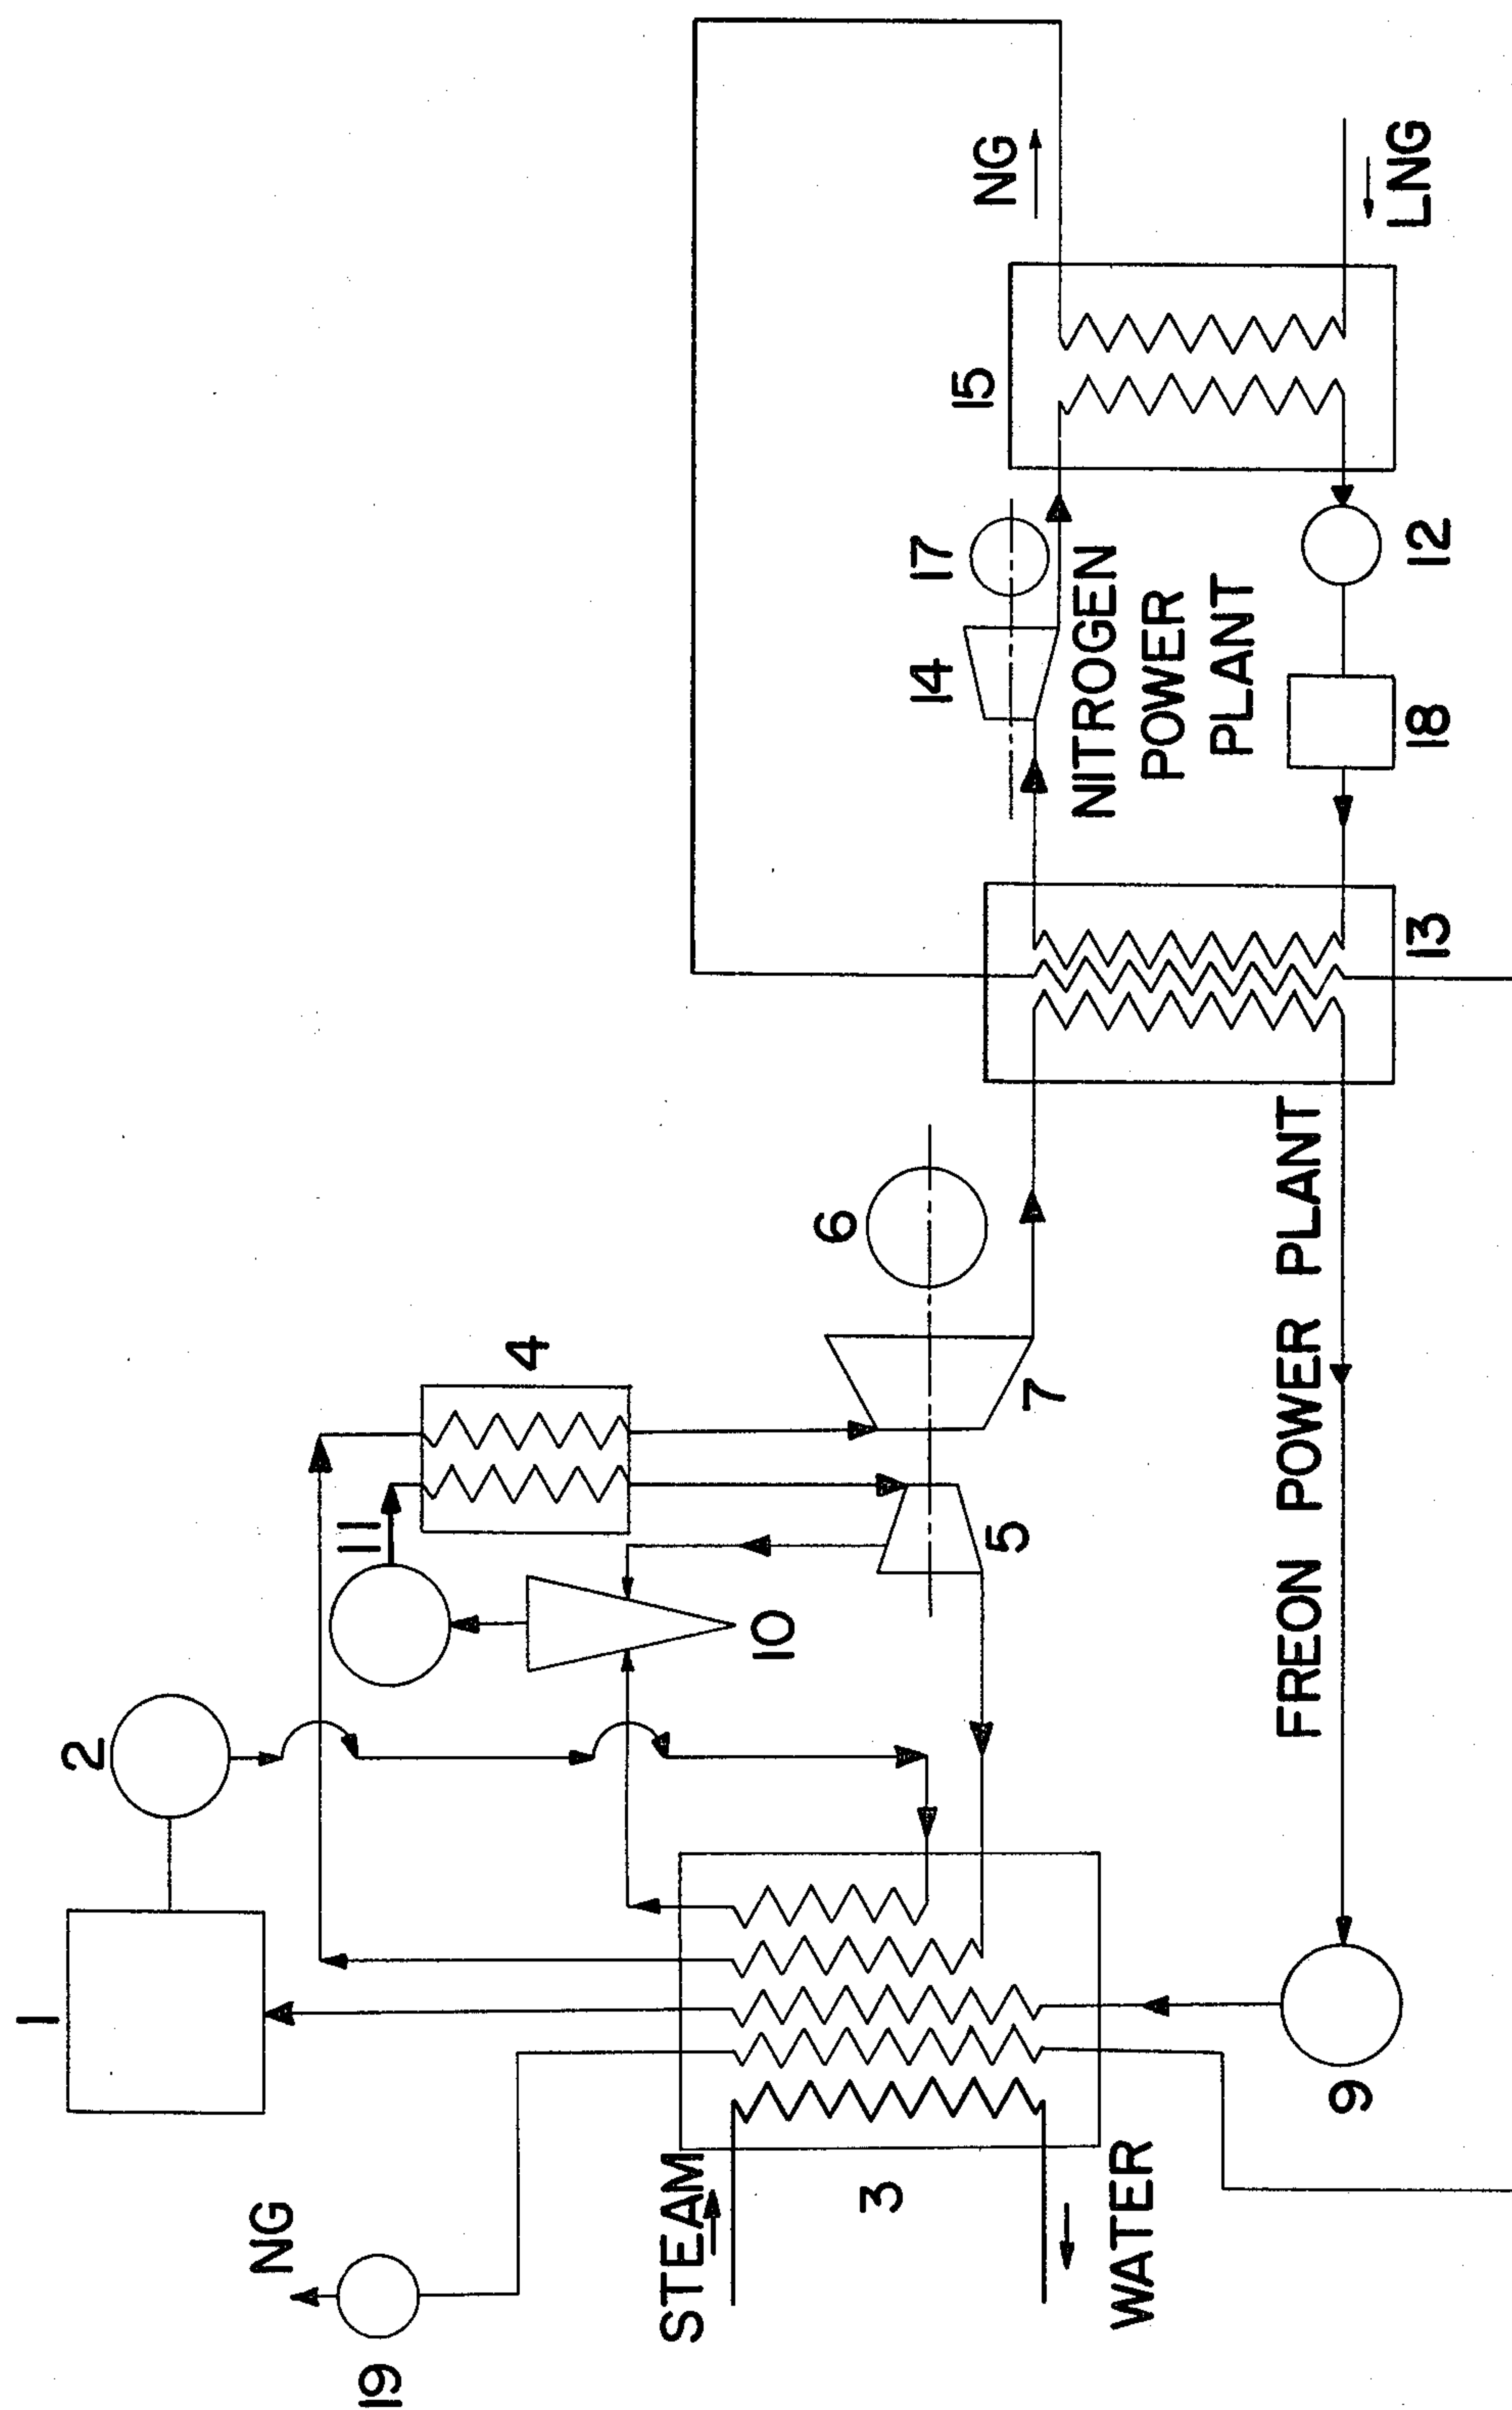 1
2
3
4
5
6
7
9
10
11
12
13
14
15
17
18
19
NG
STEAM
WATER
NG
LNG
NITROGEN
POWER
PLANT
FREON POWER PLANT